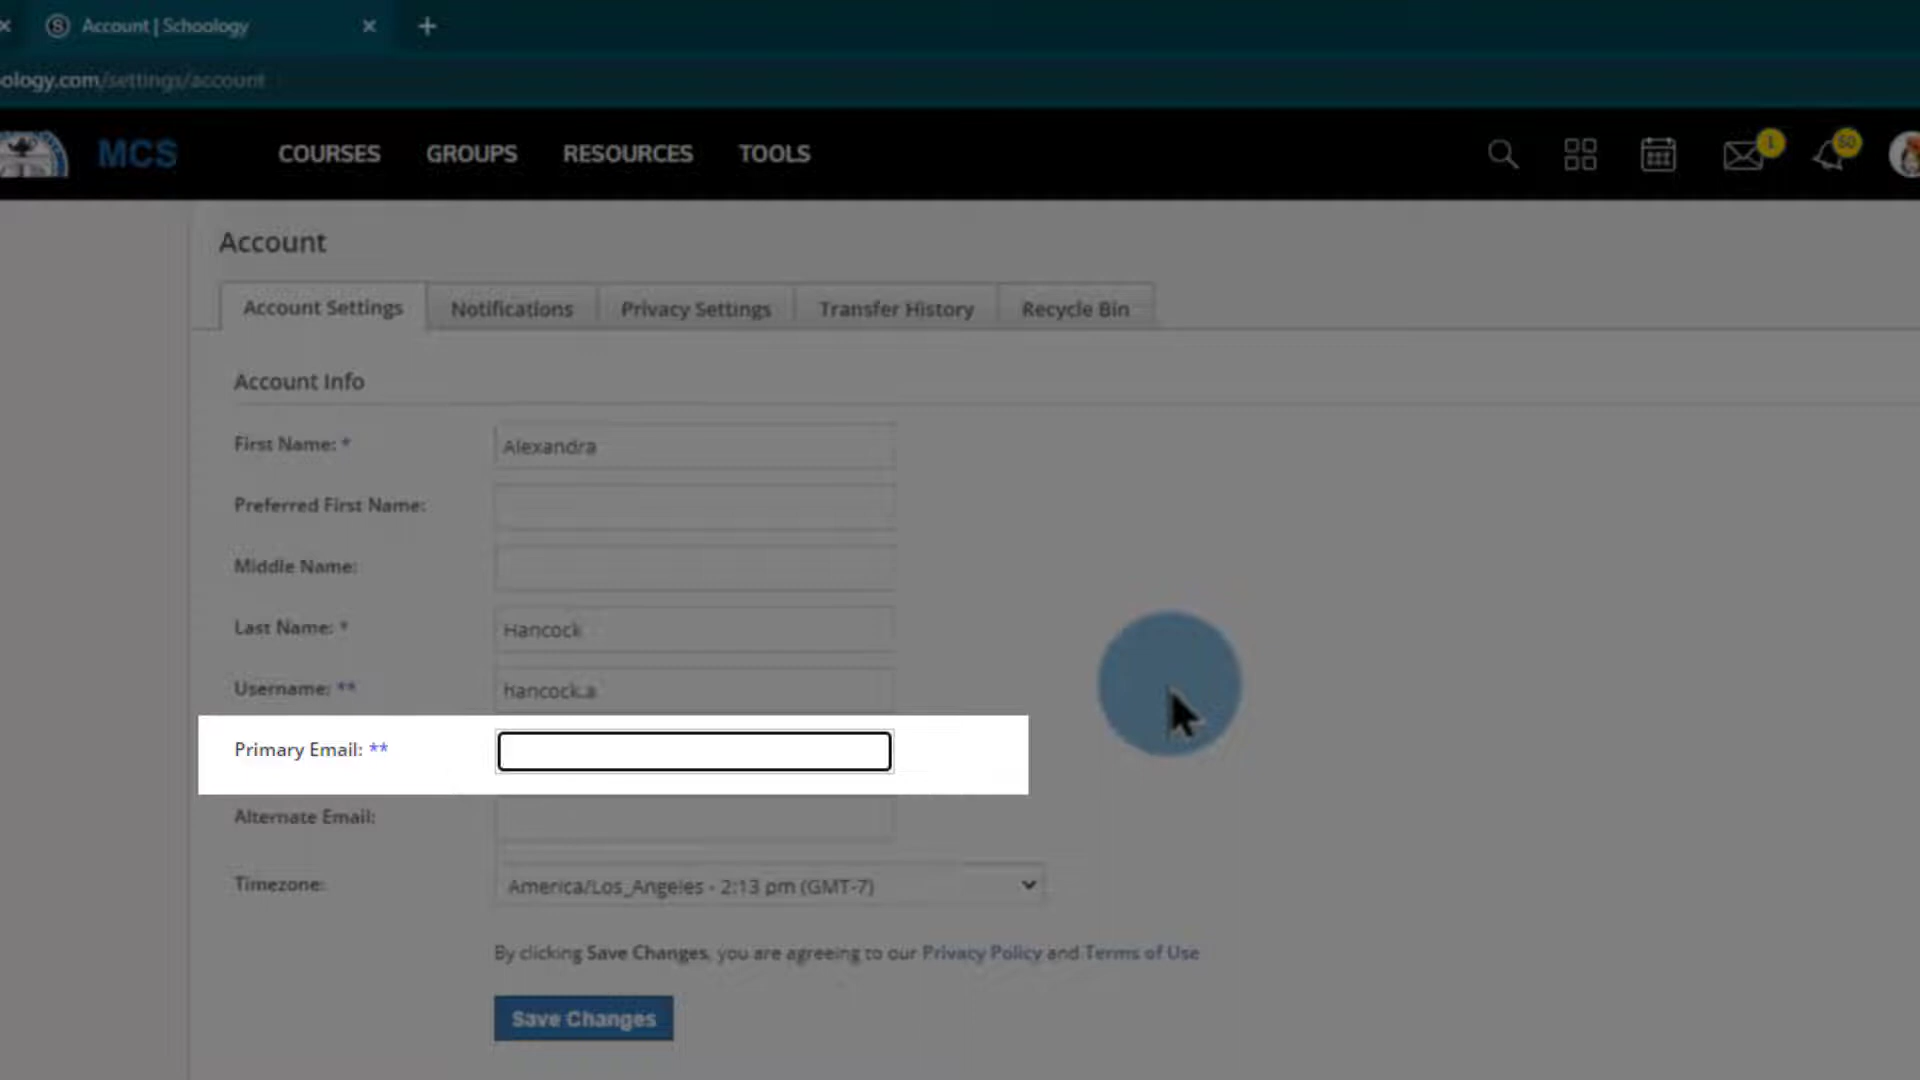 Account | Schoology
ology.com/settings/account
MCS COURSES GROUPS RESOURCES TOOLS 1 50
Account
Account Settings Notifications Privacy Settings Transfer History Recycle Bin
Account Info
First Name: * Alexandra
Preferred First Name:
Middle Name:
Last Name: * Hancock
Username: ** hancock.a
Primary Email: **
Alternate Email:
Timezone: America/Los_Angeles - 2:13 pm (GMT-7)
By clicking Save Changes, you are agreeing to our Privacy Policy and Terms of Use
Save Changes